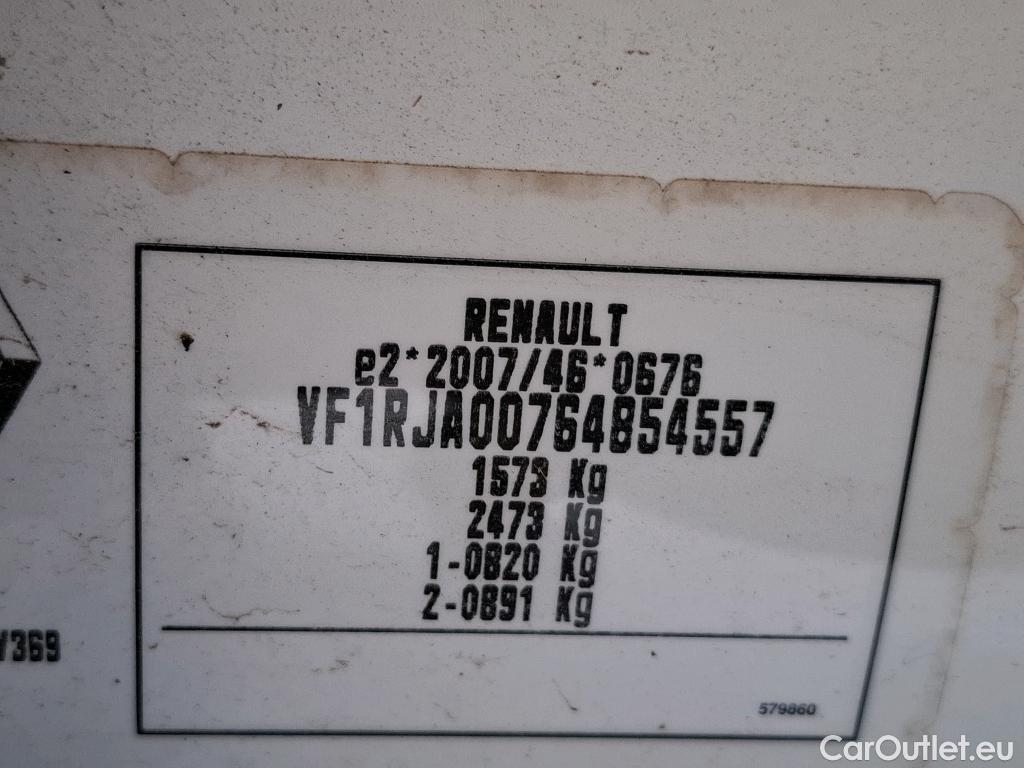 RENAULT
e2*2007/46*0676
VF1RJA00764854557
1573 Kg
2473 Kg
1-0820 Kg
2-0891 Kg
Y369
579860
CarOutlet.eu